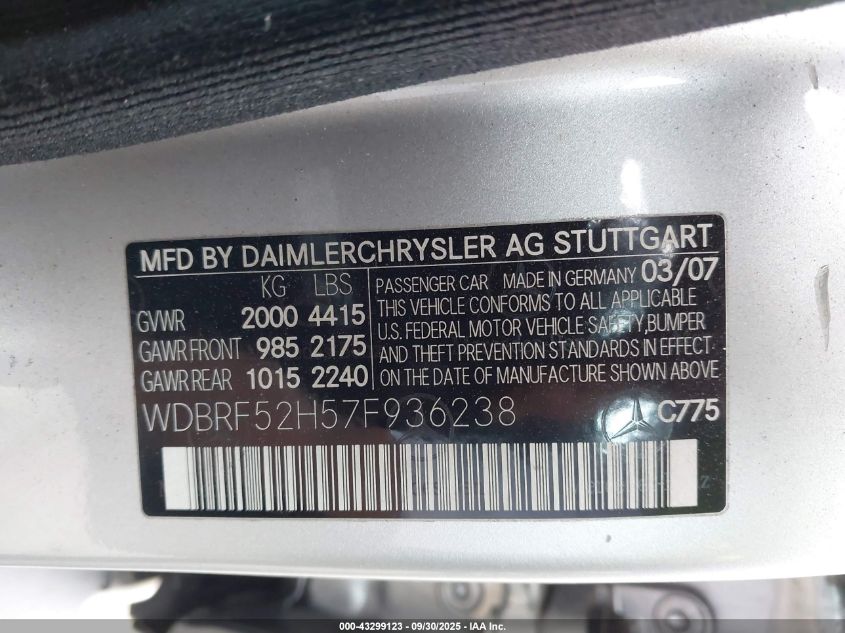 MFD BY DAIMLERCHRYSLER AG STUTTGART
KG LBS
GVWR 2000 4415
GAWR FRONT 985 2175
GAWR REAR 1015 2240
PASSENGER CAR MADE IN GERMANY 03/07
THIS VEHICLE CONFORMS TO ALL APPLICABLE
U.S. FEDERAL MOTOR VEHICLE SAFETY, BUMPER
AND THEFT PREVENTION STANDARDS IN EFFECT
ON THE DATE OF MANUFACTURE SHOWN ABOVE
WDBRF52H57F936238
C775
000-43299123 - 09/30/2025 - IAA Inc.